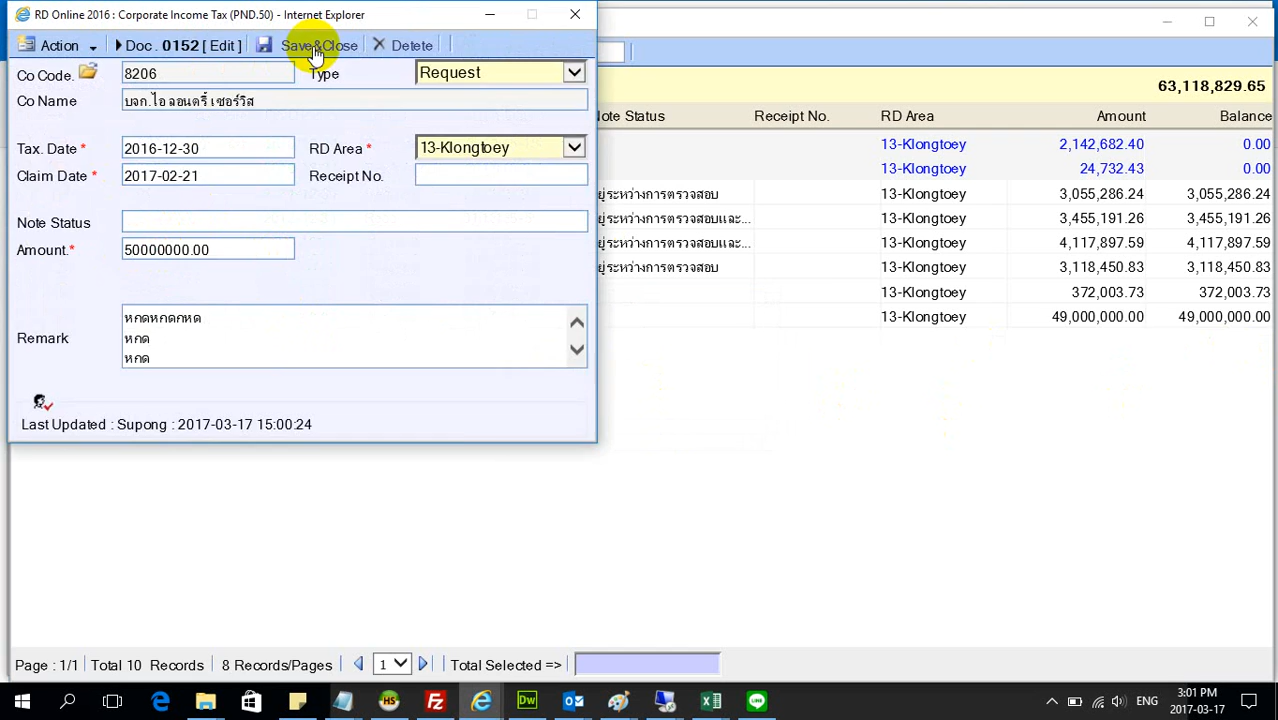 RD Online 2016 : Corporate Income Tax (PND.50) - Internet Explorer
Action Doc. 0152 [ Edit ] Save&Close Delete
Co Code. 8206 Type Request
Co Name บจก.ไอ ลอนดรี้ เซอร์วิส
63,118,829.65
Note Status Receipt No. RD Area Amount Balance
Tax. Date * 2016-12-30 RD Area * 13-Klongtoey
13-Klongtoey 2,142,682.40 0.00
Claim Date * 2017-02-21 Receipt No.
13-Klongtoey 24,732.43 0.00
ยู่ระหว่างการตรวจสอบ 13-Klongtoey 3,055,286.24 3,055,286.24
Note Status
ยู่ระหว่างการตรวจสอบและ... 13-Klongtoey 3,455,191.26 3,455,191.26
Amount.* 50000000.00
ยู่ระหว่างการตรวจสอบและ... 13-Klongtoey 4,117,897.59 4,117,897.59
ยู่ระหว่างการตรวจสอบ 13-Klongtoey 3,118,450.83 3,118,450.83
13-Klongtoey 372,003.73 372,003.73
13-Klongtoey 49,000,000.00 49,000,000.00
Remark
หกดหกดกหด
หกด
หกด
Last Updated : Supong : 2017-03-17 15:00:24
Page : 1/1 Total 10 Records 8 Records/Pages 1 Total Selected =>
ENG 3:01 PM
2017-03-17